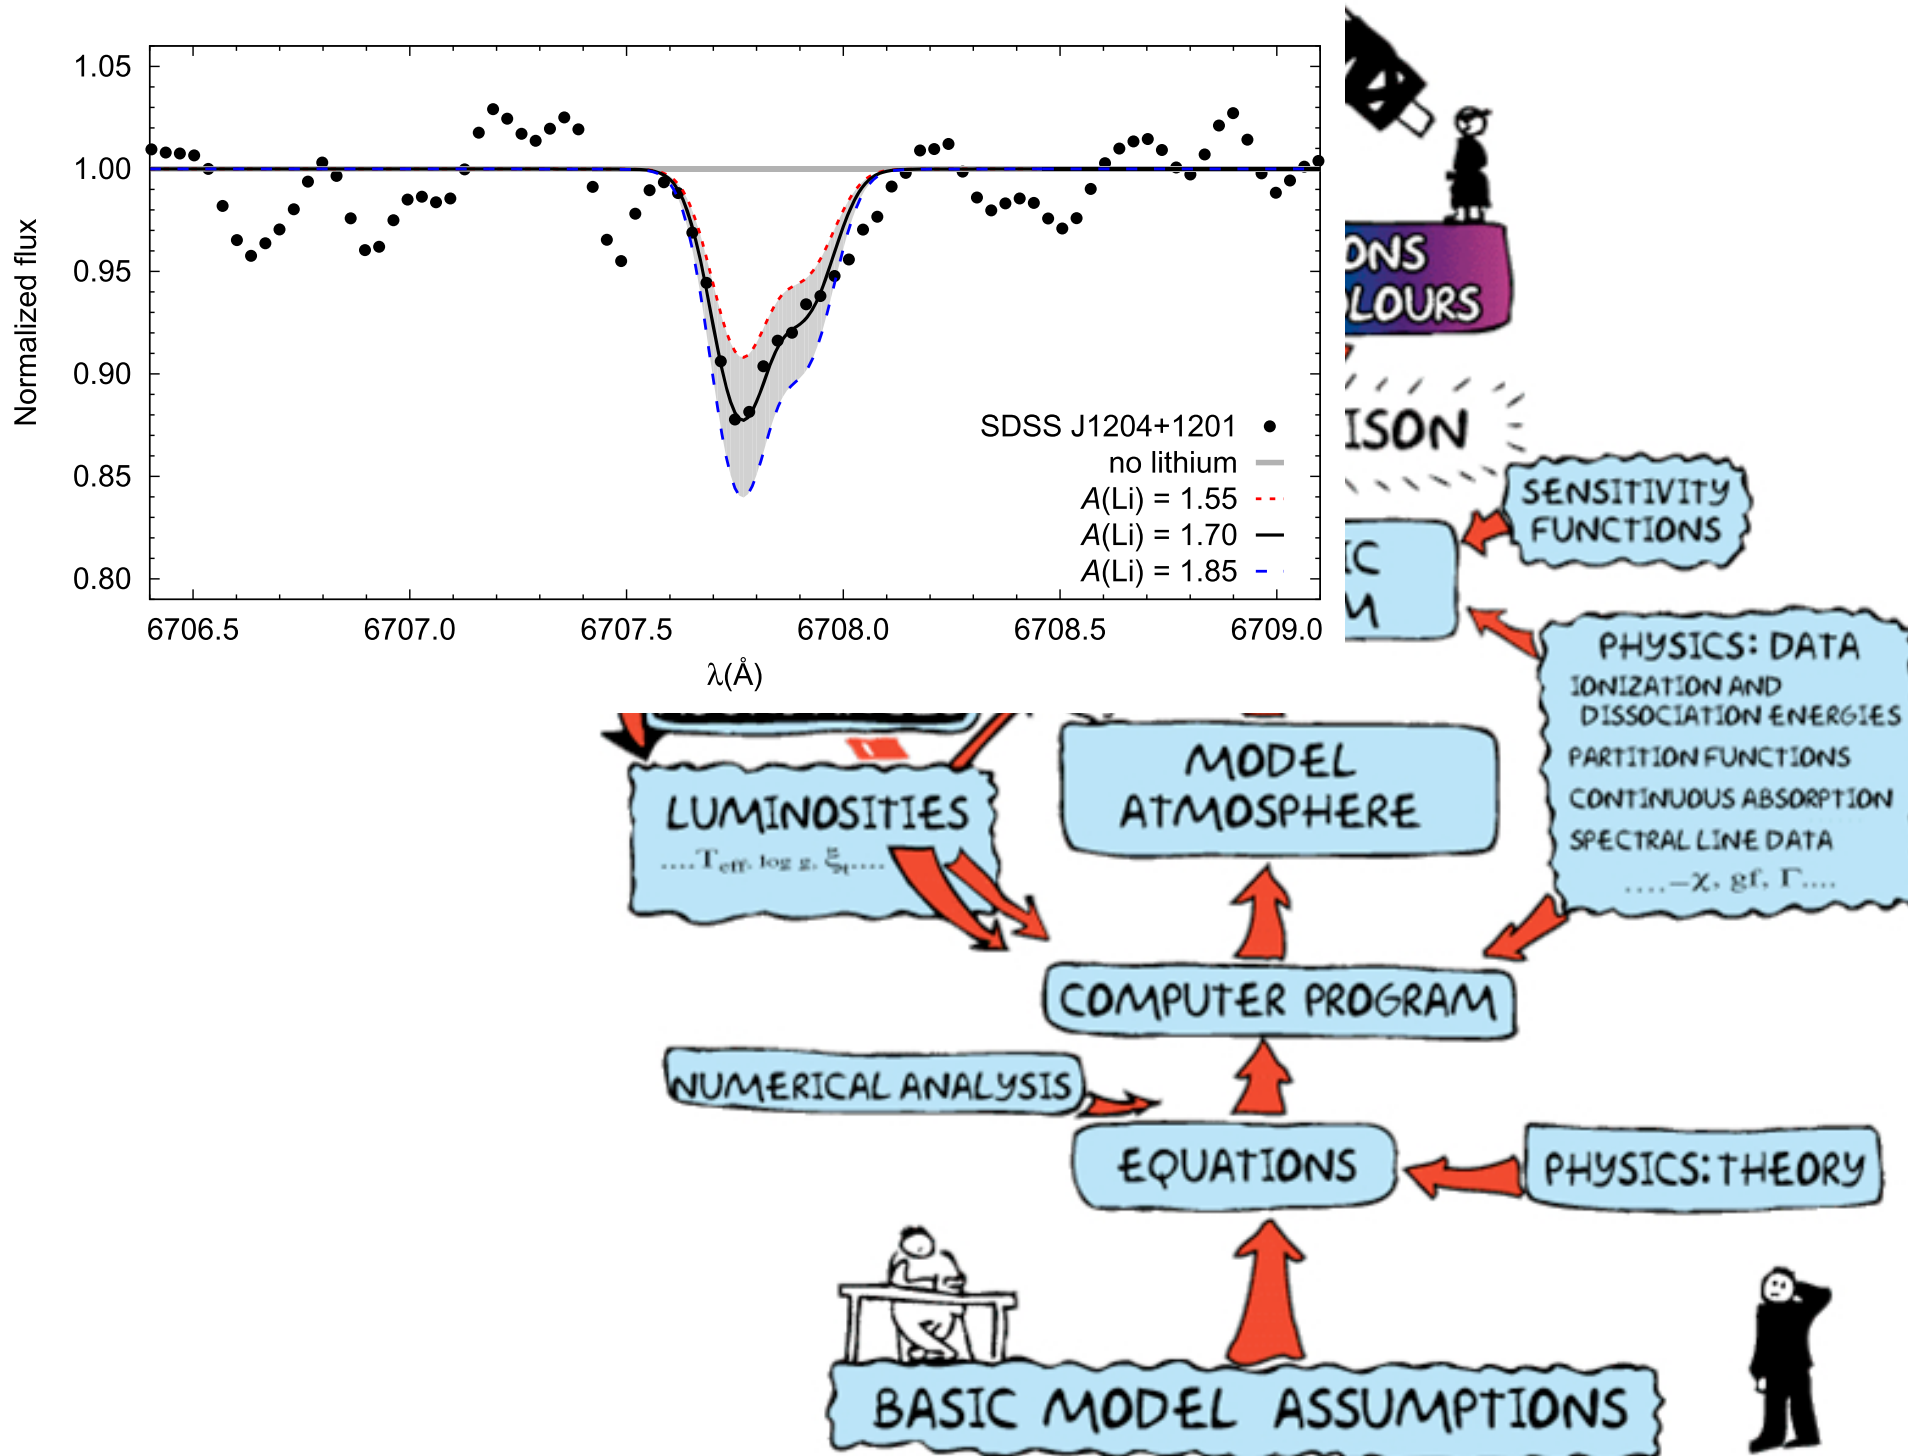 1.05
1.00
0.95
0.90
0.85
0.80
Normalized flux
SDSS J1204+1201
no lithium
A(Li) = 1.55
A(Li) = 1.70
A(Li) = 1.85
6706.5 6707.0 6707.5 6708.0 6708.5 6709.0
λ(Å)
ONS
LOURS
ISON
SENSITIVITY
FUNCTIONS
IC
M
PHYSICS: DATA
IONIZATION AND
DISSOCIATION ENERGIES
PARTITION FUNCTIONS
CONTINUOUS ABSORPTION
SPECTRAL LINE DATA
....–χ, gf, Γ....
MODEL
ATMOSPHERE
LUMINOSITIES
....Teff, log g, ξt....
COMPUTER PROGRAM
NUMERICAL ANALYSIS
EQUATIONS
PHYSICS: THEORY
BASIC MODEL ASSUMPTIONS